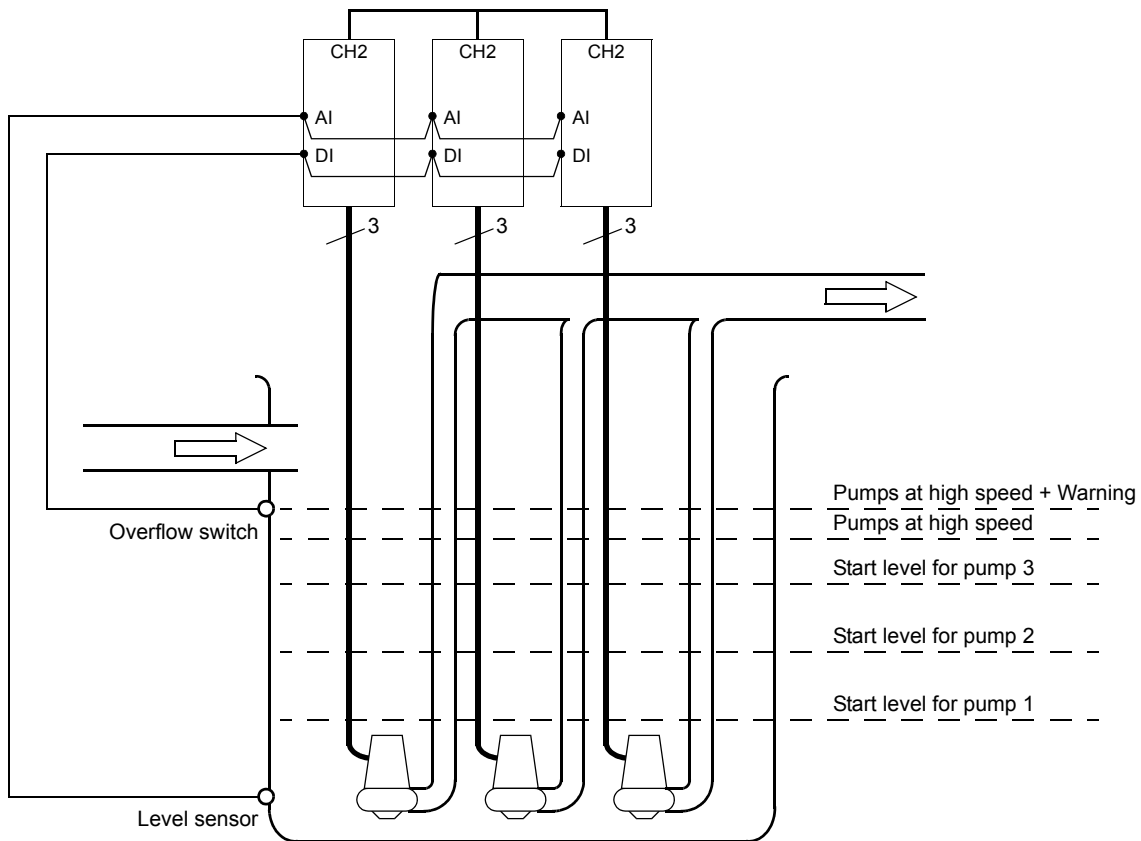 CH2 CH2 CH2
AI AI AI
DI DI DI
3 3 3
Pumps at high speed + Warning
Overflow switch
Pumps at high speed
Start level for pump 3
Start level for pump 2
Start level for pump 1
Level sensor